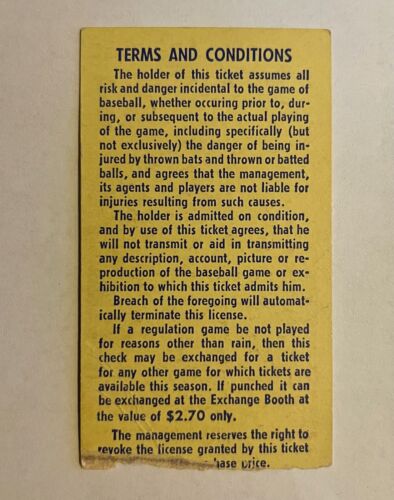 TERMS AND CONDITIONS
The holder of this ticket assumes all
risk and danger incidental to the game of
baseball, whether occuring prior to, dur-
ing, or subsequent to the actual playing
of the game, including specifically (but
not exclusively) the danger of being in-
jured by thrown bats and thrown or batted
balls, and agrees that the management,
its agents and players are not liable for
injuries resulting from such causes.
The holder is admitted on condition,
and by use of this ticket agrees, that he
will not transmit or aid in transmitting
any description, account, picture or re-
production of the baseball game or ex-
hibition to which this ticket admits him.
Breach of the foregoing will automat-
ically terminate this license.
If a regulation game be not played
for reasons other than rain, then this
check may be exchanged for a ticket
for any other game for which tickets are
available this season. If punched it can
be exchanged at the Exchange Booth at
the value of $2.70 only.
The management reserves the right to
revoke the license granted by this ticket
price.